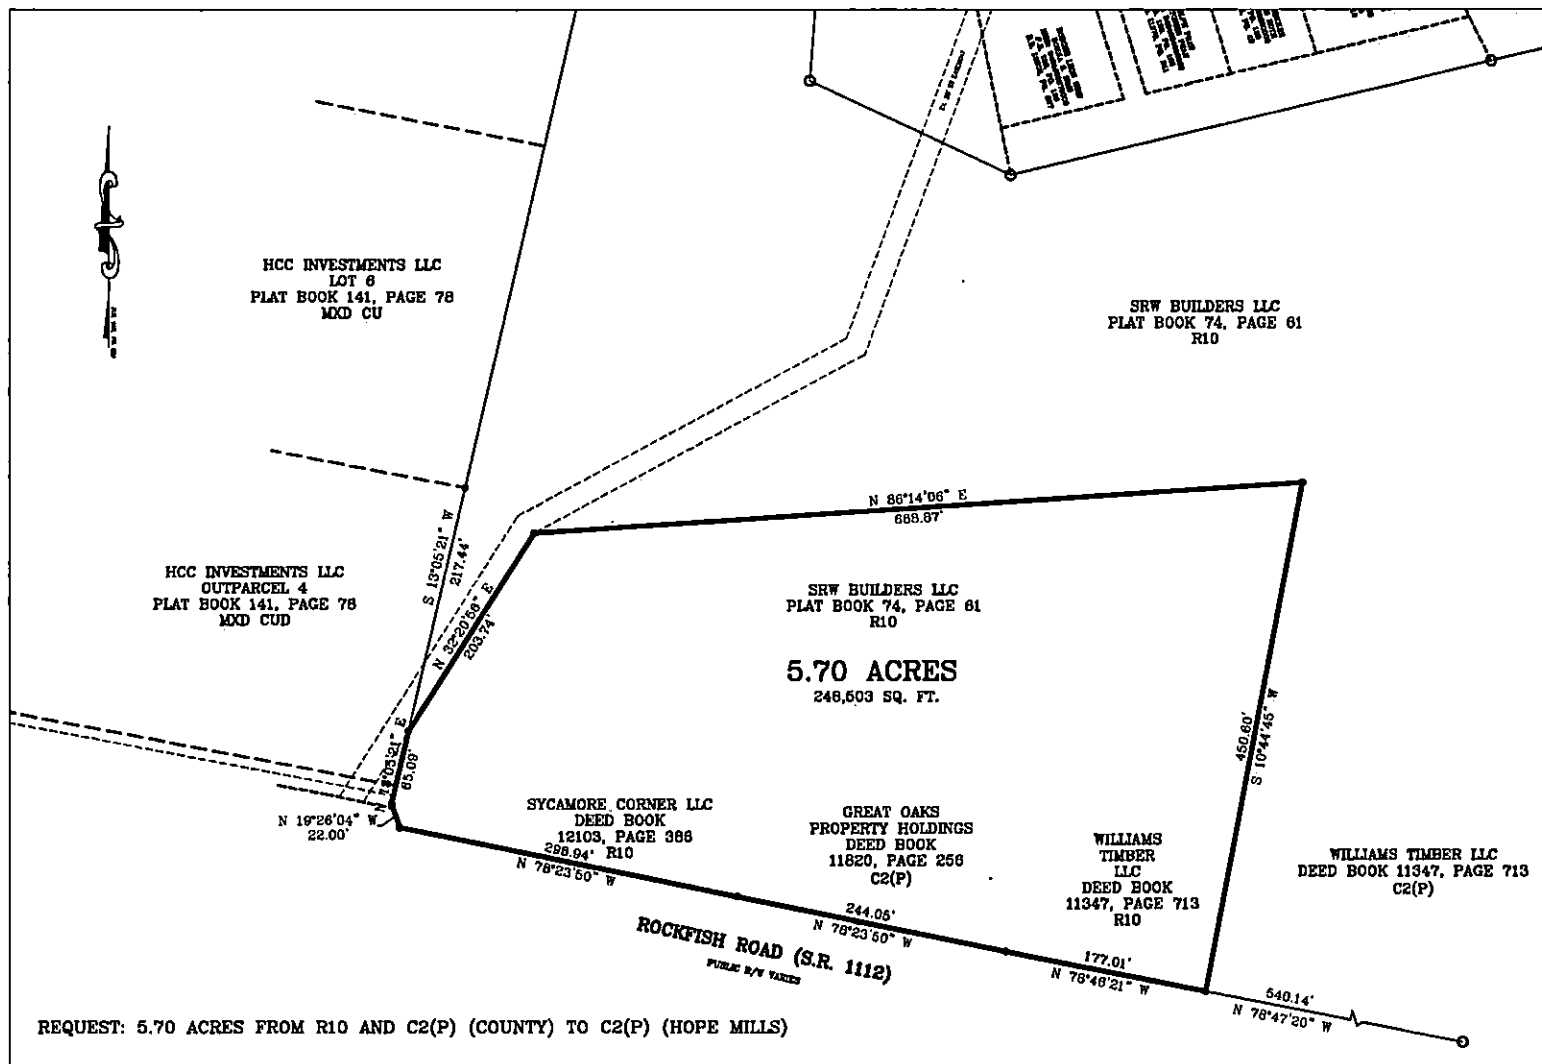 HCC INVESTMENTS LLC
LOT 6
PLAT BOOK 141, PAGE 78
MXD CU
SRW BUILDERS LLC
PLAT BOOK 74, PAGE 61
R10
N 86°14'06" E
668.87'
S 13°05'21" W
217.44'
HCC INVESTMENTS LLC
OUTPARCEL 4
PLAT BOOK 141, PAGE 78
MXD CUD
N 32°20'56" E
203.74'
SRW BUILDERS LLC
PLAT BOOK 74, PAGE 61
R10
5.70 ACRES
248,503 SQ. FT.
450.60'
S 10°44'45" W
N 13°05'21" E
65.09'
N 19°26'04" W
22.00'
SYCAMORE CORNER LLC
DEED BOOK
12103, PAGE 386
R10
298.94'
N 78°23'50" W
GREAT OAKS
PROPERTY HOLDINGS
DEED BOOK
11820, PAGE 256
C2(P)
244.05'
N 78°23'50" W
WILLIAMS
TIMBER
LLC
DEED BOOK
11347, PAGE 713
R10
177.01'
N 78°46'21" W
WILLIAMS TIMBER LLC
DEED BOOK 11347, PAGE 713
C2(P)
540.14'
N 78°47'20" W
ROCKFISH ROAD (S.R. 1112)
PUBLIC R/W VARIES
REQUEST: 5.70 ACRES FROM R10 AND C2(P) (COUNTY) TO C2(P) (HOPE MILLS)